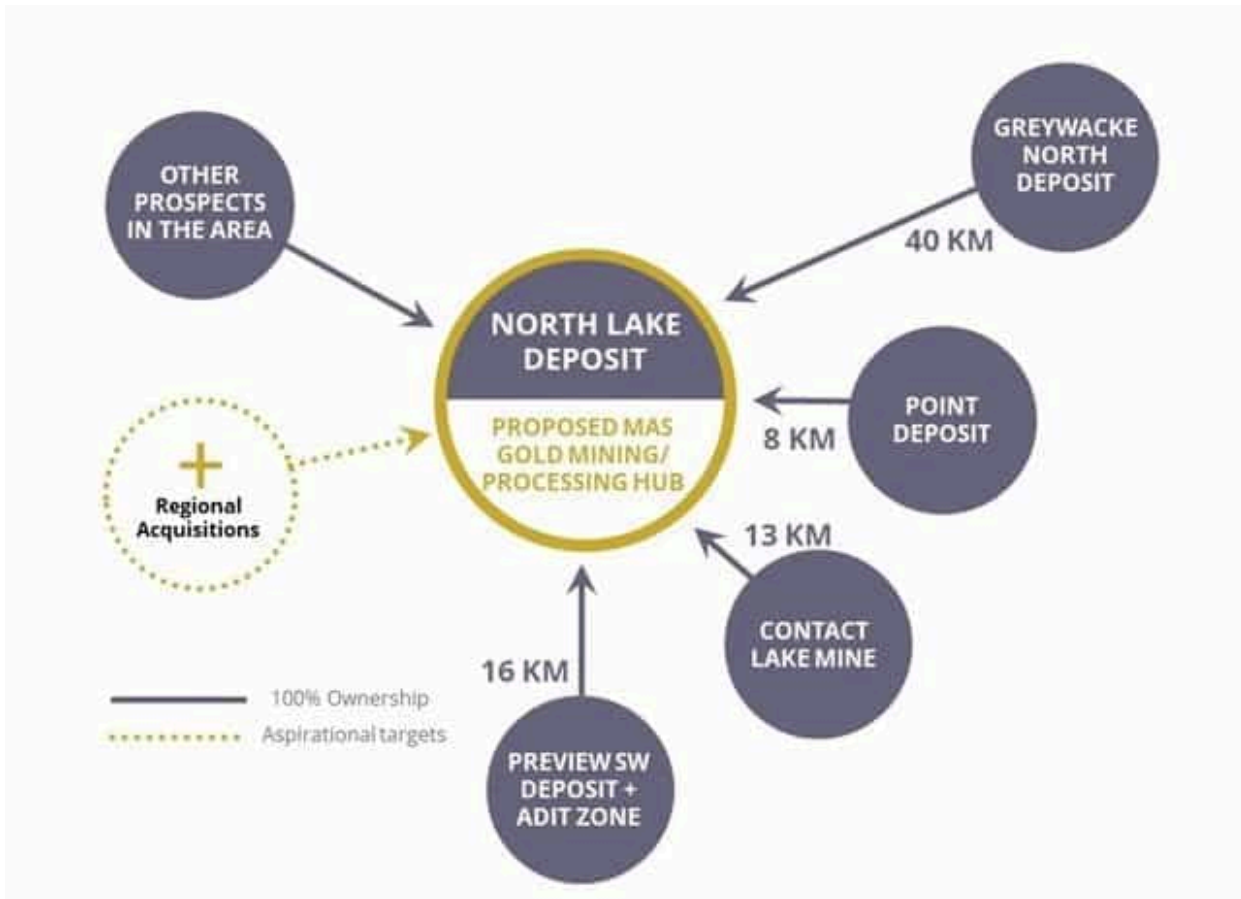 OTHER
PROSPECTS
IN THE AREA
GREYWACKE
NORTH
DEPOSIT
40 KM
NORTH LAKE
DEPOSIT
PROPOSED MAS
GOLD MINING/
PROCESSING HUB
POINT
DEPOSIT
8 KM
+
Regional
Acquisitions
13 KM
CONTACT
LAKE MINE
16 KM
PREVIEW SW
DEPOSIT +
ADIT ZONE
100% Ownership
Aspirational targets